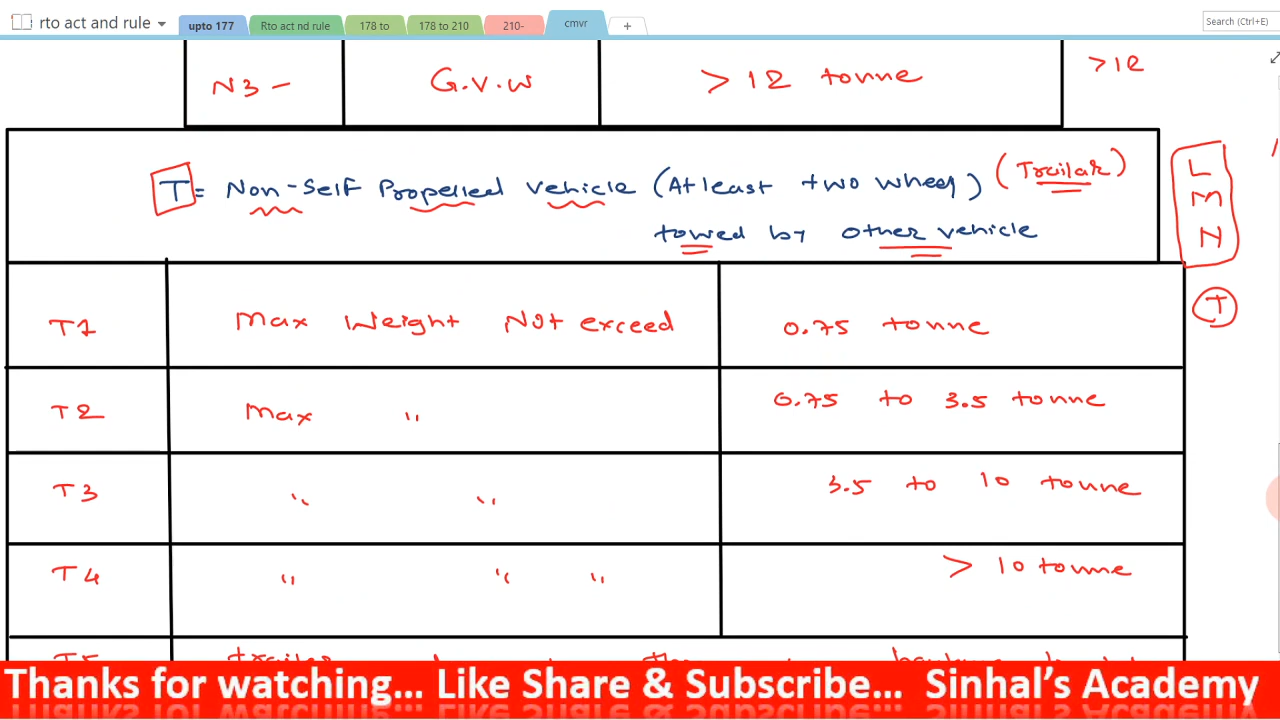 rto act and rule
upto 177 Rto act nd rule 178 to 178 to 210 210- cmvr +
Search (Ctrl+E)
N3 - G.V.W > 12 tonne >12
T = Non-Self Propelled vehicle (Atleast two wheel) (Trailar)
towed by other vehicle
L
M
N
T
T1 Max Weight Not exceed 0.75 tonne
T2 Max " 0.75 to 3.5 tonne
T3 " " 3.5 to 10 tonne
T4 " " " > 10 tonne
Thanks for watching... Like Share & Subscribe... Sinhal's Academy